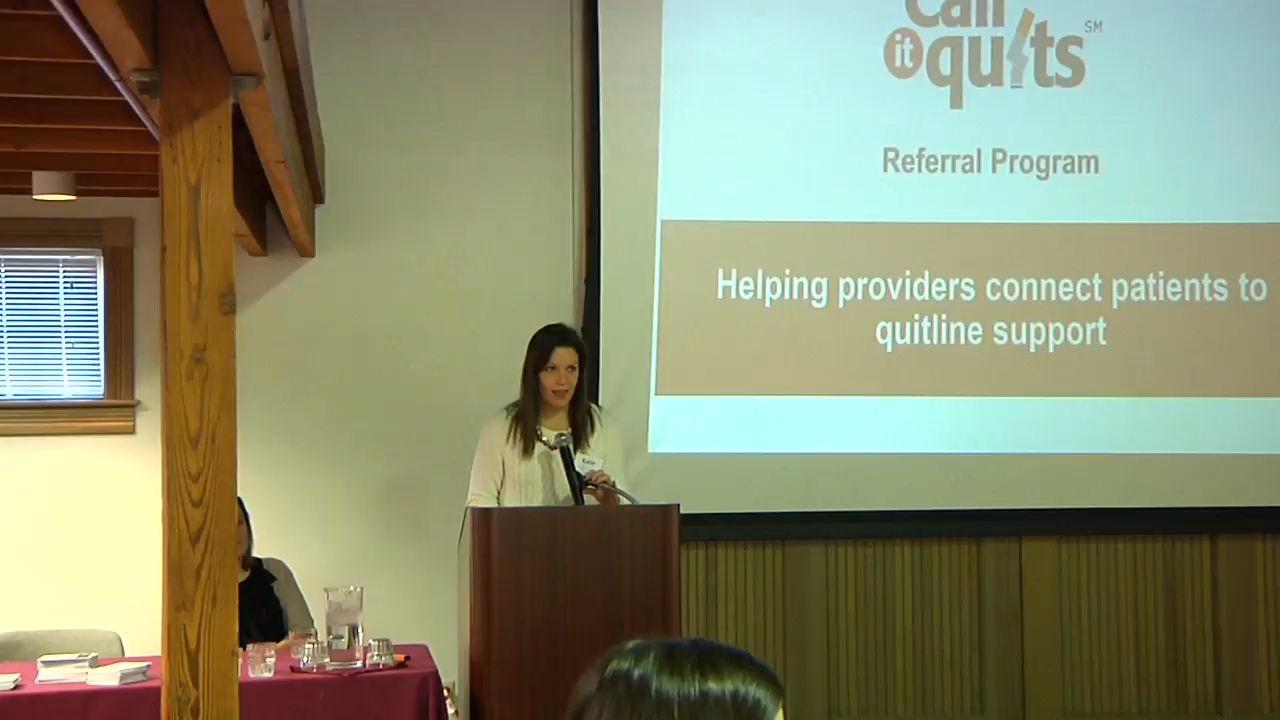 Call
it quits SM
Referral Program
Helping providers connect patients to
quitline support